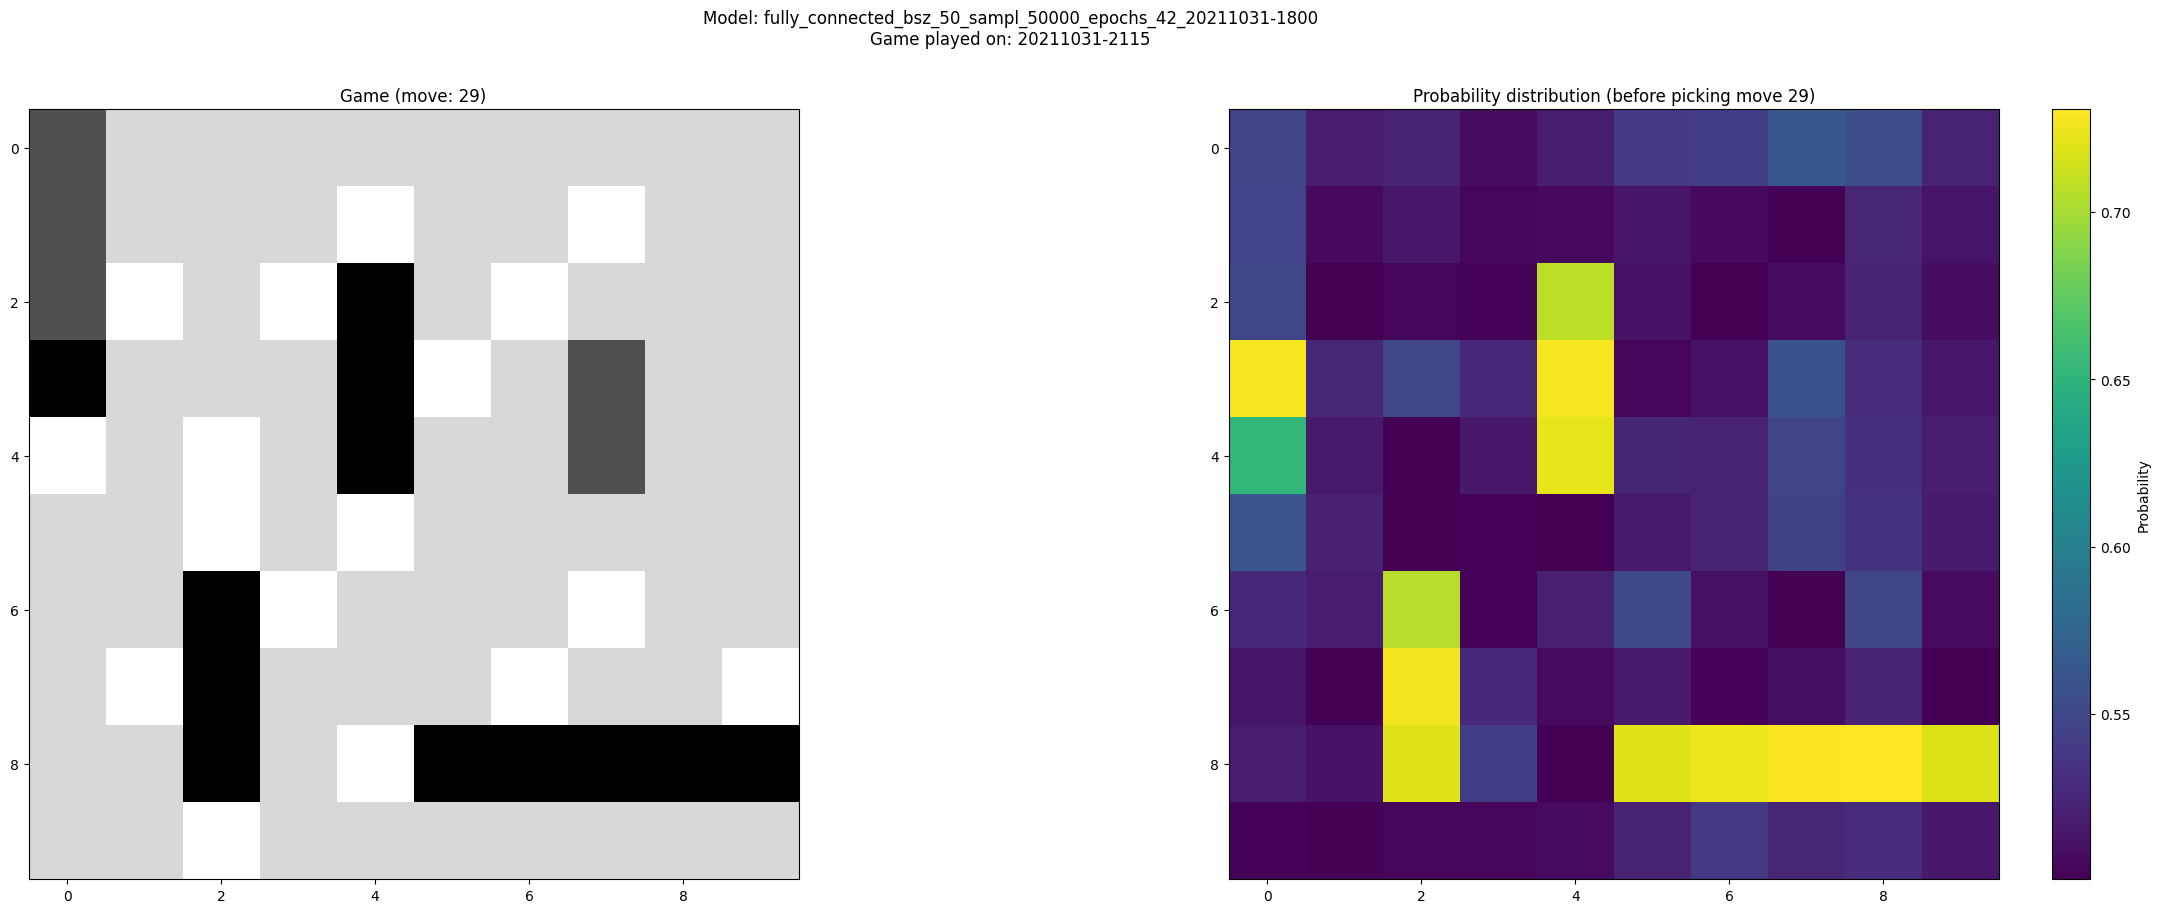 Model: fully_connected_bsz_50_sampl_50000_epochs_42_20211031-1800
Game played on: 20211031-2115
Game (move: 29)
0
2
4
6
8
0 2 4 6 8
Probability distribution (before picking move 29)
0
2
4
6
8
0 2 4 6 8
0.70
0.65
0.60
0.55
Probability